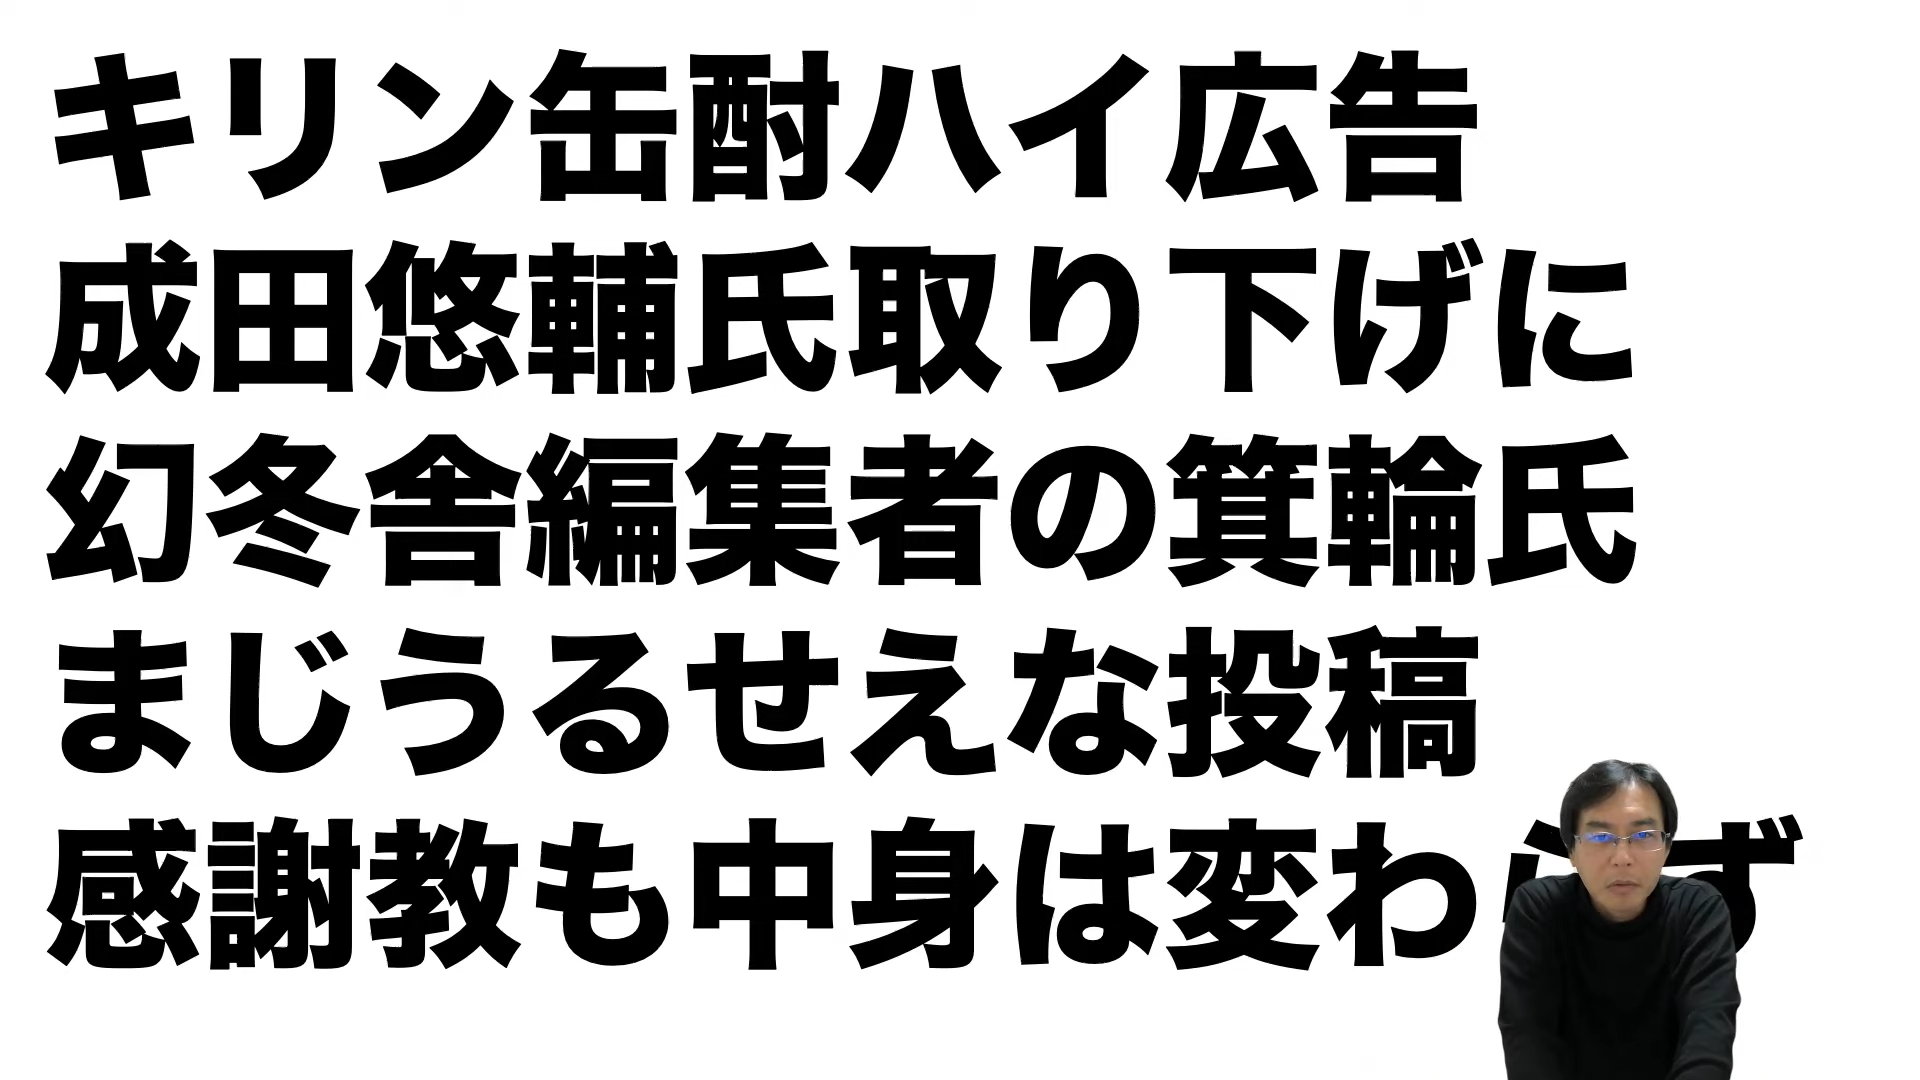 キリン缶酎ハイ広告
成田悠輔氏取り下げに
幻冬舎編集者の箕輪氏
まじうるせえな投稿
感謝教も中身は変わらず